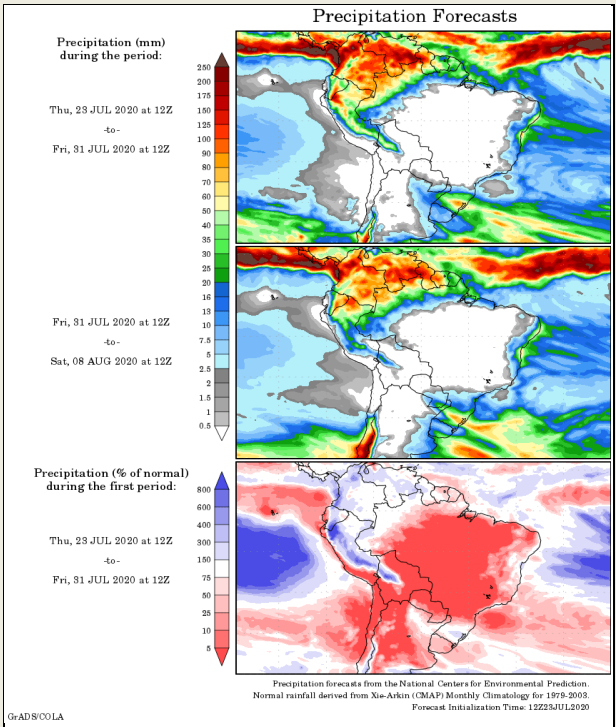 Precipitation Forecasts
Precipitation (mm)
during the period:
Thu, 23 JUL 2020 at 12Z
-to-
Fri, 31 JUL 2020 at 12Z
250
200
175
150
125
100
90
80
70
60
50
40
35
30
25
20
16
13
10
7.5
5
2.5
2
1.5
1
0.5
Fri, 31 JUL 2020 at 12Z
-to-
Sat, 08 AUG 2020 at 12Z
Precipitation (% of normal)
during the first period:
Thu, 23 JUL 2020 at 12Z
-to-
Fri, 31 JUL 2020 at 12Z
800
600
400
300
150
75
50
25
10
5
Precipitation forecasts from the National Centers for Environmental Prediction.
Normal rainfall derived from Xie-Arkin (CMAP) Monthly Climatology for 1979-2003.
Forecast Initialization Time: 12Z23JUL2020
GrADS/COLA